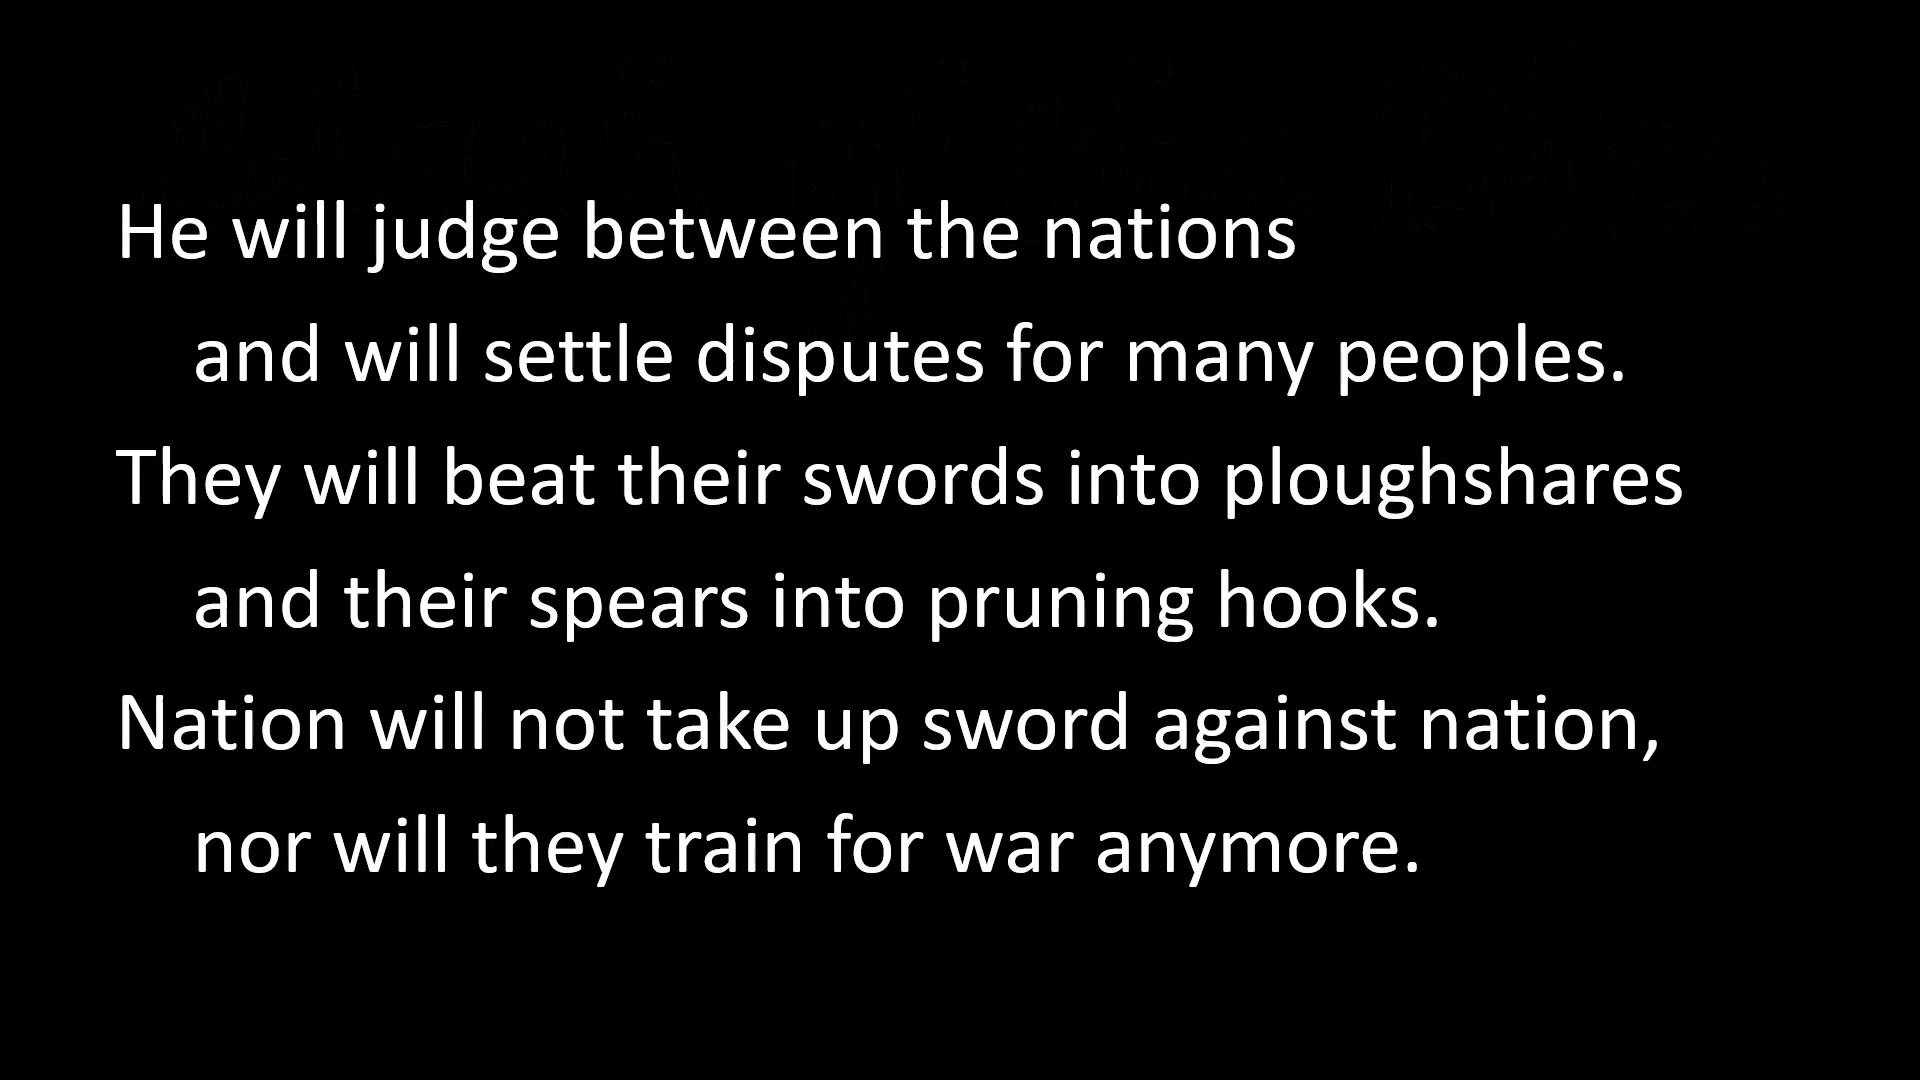 He will judge between the nations
and will settle disputes for many peoples.
They will beat their swords into ploughshares
and their spears into pruning hooks.
Nation will not take up sword against nation,
nor will they train for war anymore.